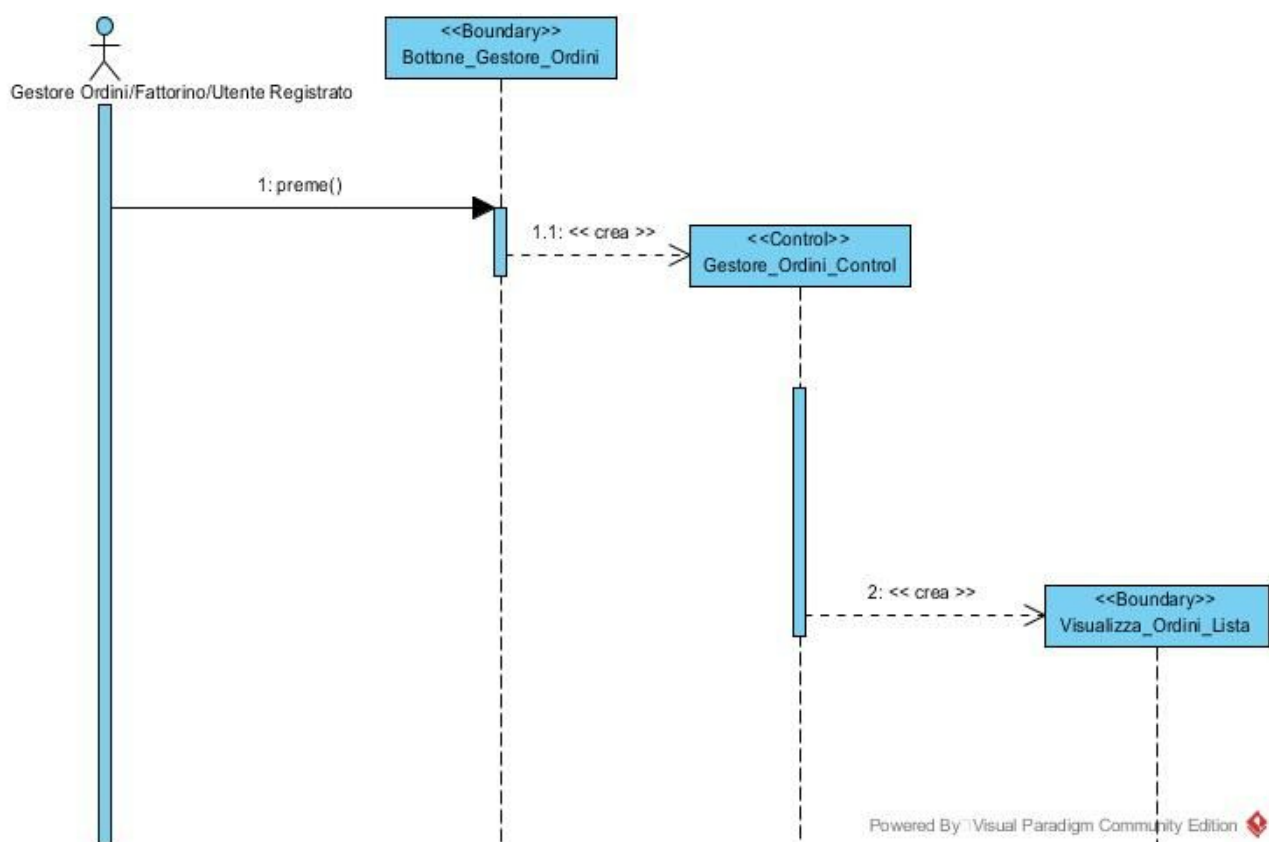 <<Boundary>>
Bottone_Gestore_Ordini
Gestore Ordini/Fattorino/Utente Registrato
1: preme()
1.1: << crea >>
<<Control>>
Gestore_Ordini_Control
2: << crea >>
<<Boundary>>
Visualizza_Ordini_Lista
Powered By Visual Paradigm Community Edition